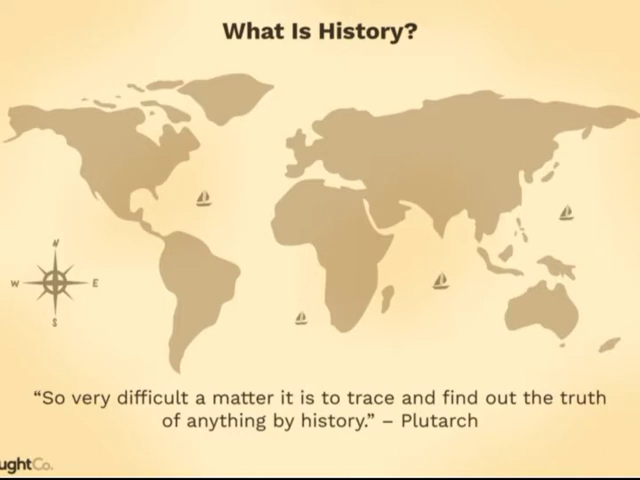 What Is History?
N
W E
S
“So very difficult a matter it is to trace and find out the truth
of anything by history.” – Plutarch
ughtCo.